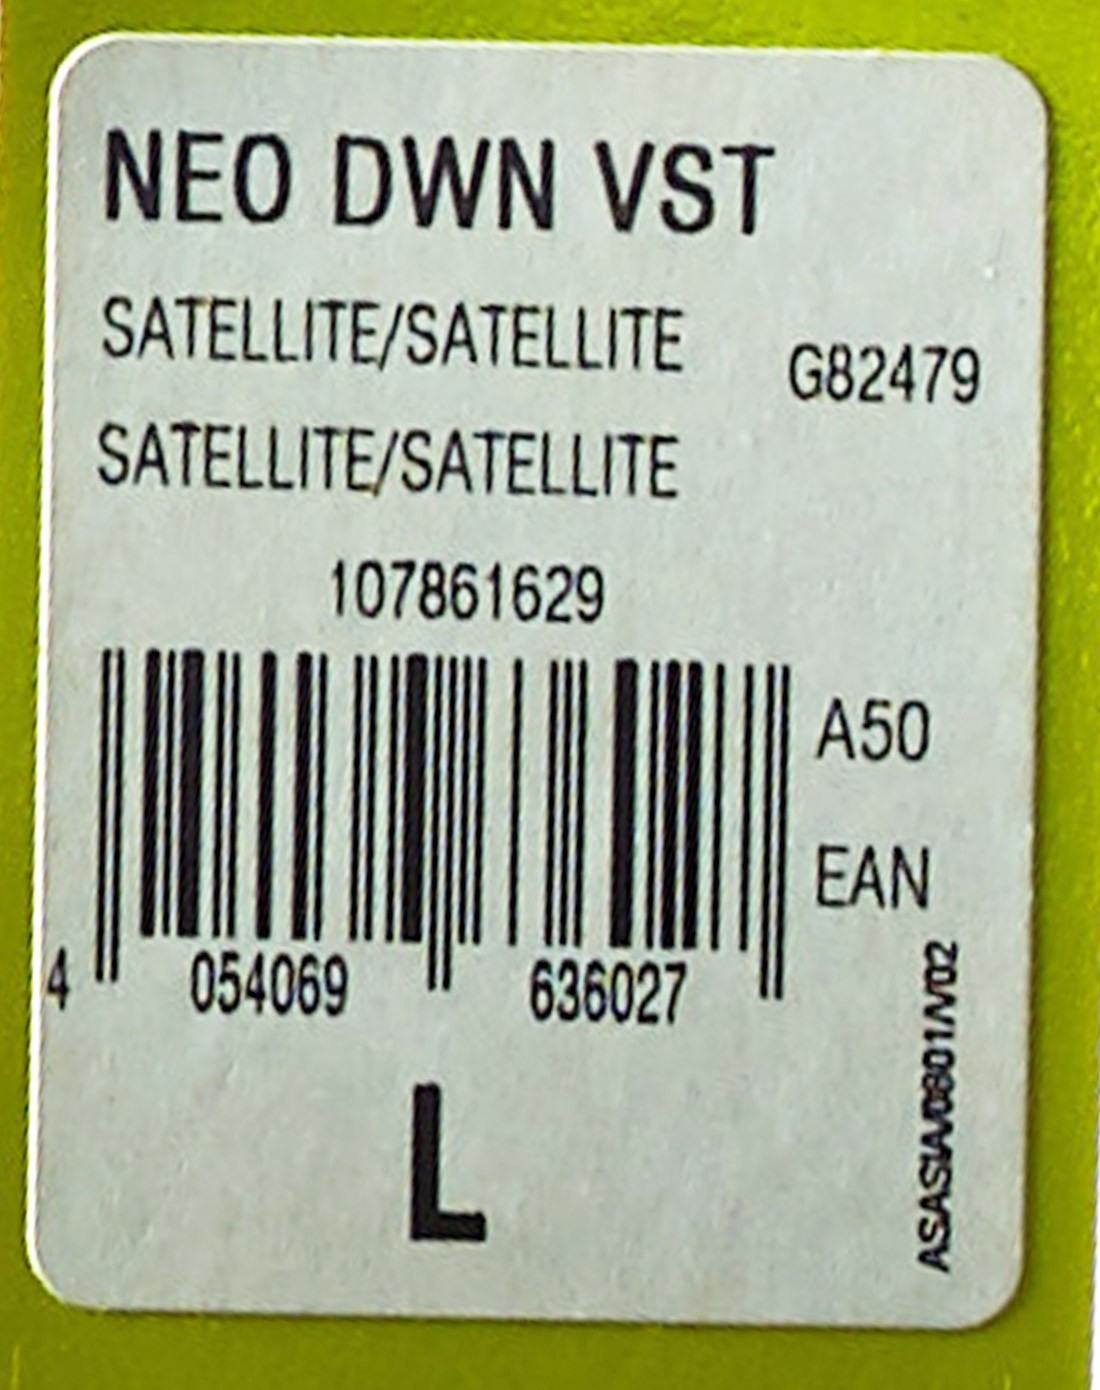 NEO DWN VST
SATELLITE/SATELLITE
G82479
SATELLITE/SATELLITE
107861629
A50
EAN
4 054069 636027
L
ASASIA/0801/V02